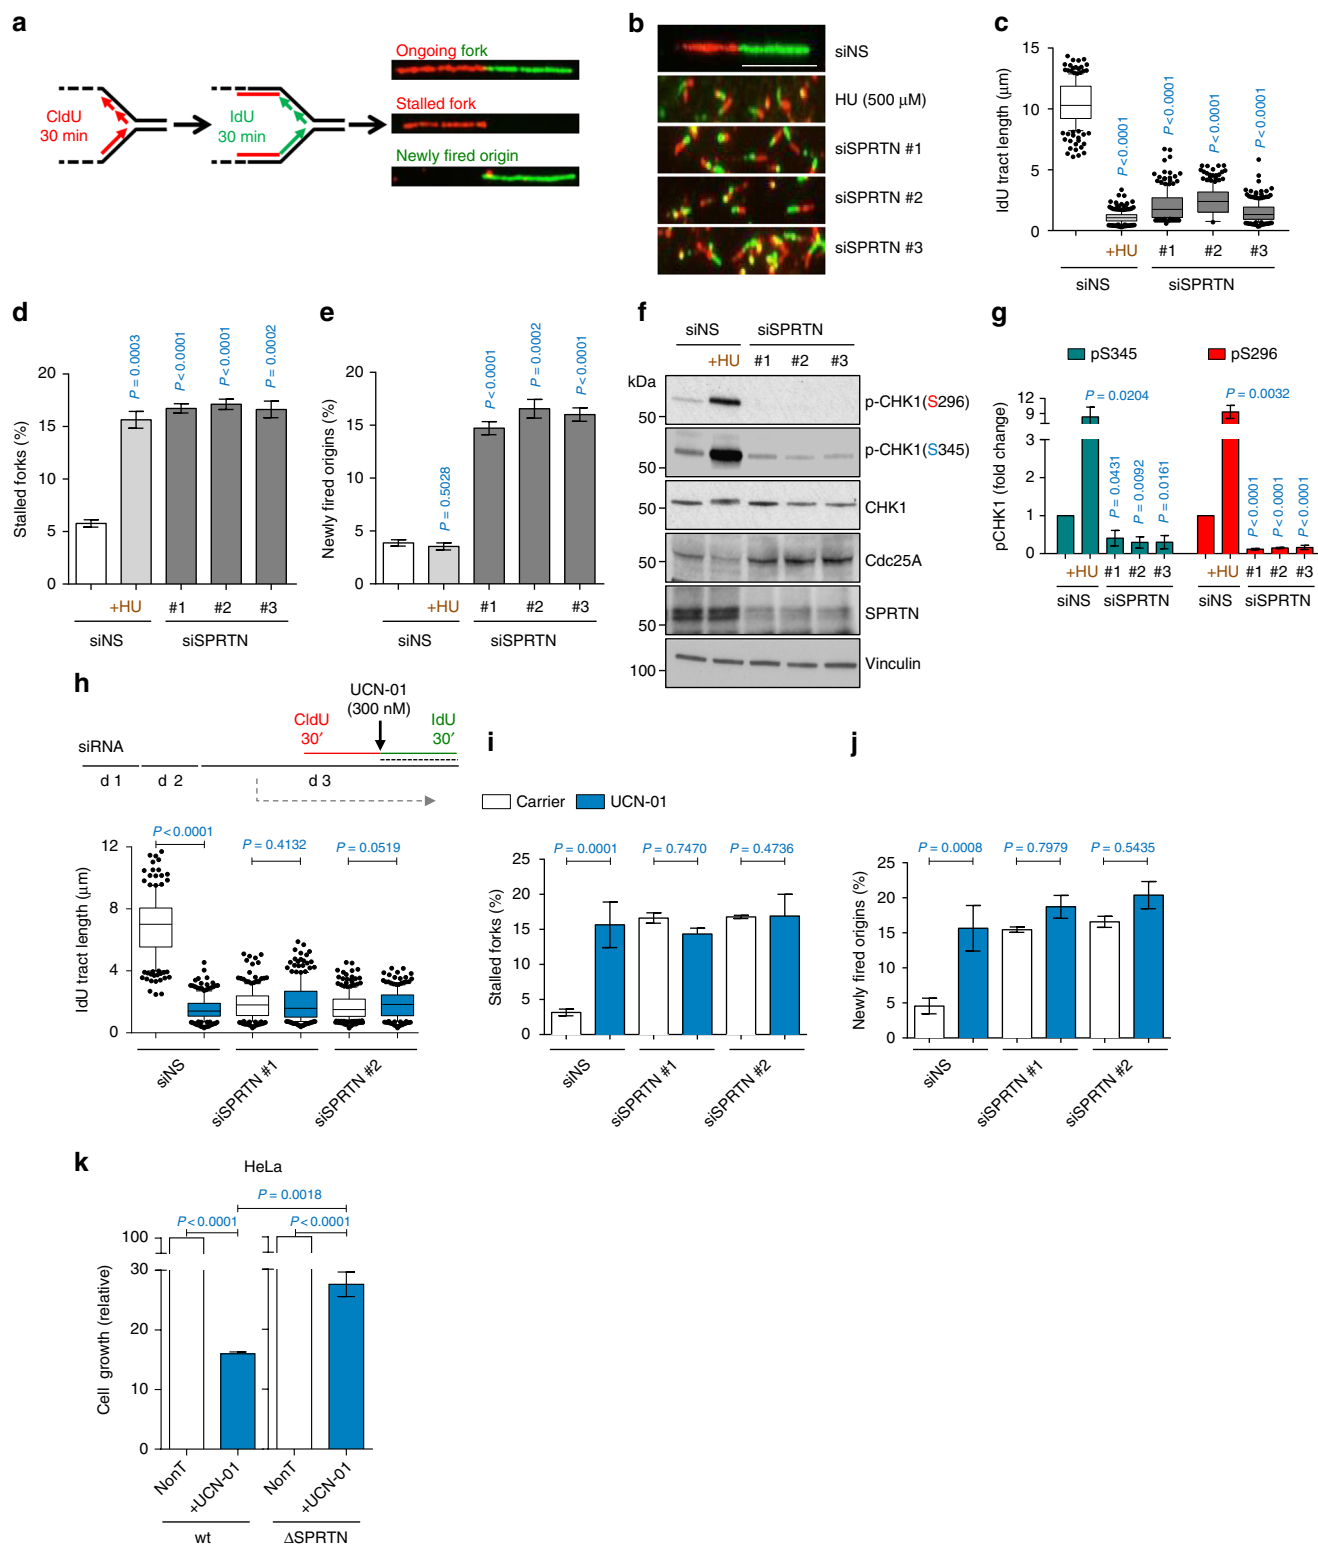 a
CldU
30 min
IdU
30 min
Ongoing fork
Stalled fork
Newly fired origin
b
siNS
HU (500 µM)
siSPRTN #1
siSPRTN #2
siSPRTN #3
c
IdU tract length (µm)
15
10
5
0
P < 0.0001
P < 0.0001
P < 0.0001
P < 0.0001
+HU
#1
#2
#3
siNS
siSPRTN
d
Stalled forks (%)
20
15
10
5
0
P = 0.0003
P < 0.0001
P < 0.0001
P = 0.0002
+HU
#1
#2
#3
siNS
siSPRTN
e
Newly fired origins (%)
20
15
10
5
0
P = 0.5028
P < 0.0001
P = 0.0002
P < 0.0001
+HU
#1
#2
#3
siNS
siSPRTN
f
siNS
siSPRTN
+HU
#1
#2
#3
kDa
50
p-CHK1(S296)
50
p-CHK1(S345)
50
CHK1
50
Cdc25A
50
SPRTN
100
Vinculin
g
pS345
pS296
pCHK1 (fold change)
12
9
3
2
1
0
P = 0.0204
P = 0.0431
P = 0.0092
P = 0.0161
P = 0.0032
P < 0.0001
P < 0.0001
P < 0.0001
+HU
#1
#2
#3
+HU
#1
#2
#3
siNS
siSPRTN
siNS
siSPRTN
h
UCN-01
(300 nM)
CldU
30′
IdU
30′
siRNA
d 1
d 2
d 3
IdU tract length (µm)
12
8
4
0
P < 0.0001
P = 0.4132
P = 0.0519
siNS
siSPRTN #1
siSPRTN #2
i
Carrier
UCN-01
Stalled forks (%)
25
20
15
10
5
0
P = 0.0001
P = 0.7470
P = 0.4736
siNS
siSPRTN #1
siSPRTN #2
j
Newly fired origins (%)
25
20
15
10
5
0
P = 0.0008
P = 0.7979
P = 0.5435
siNS
siSPRTN #1
siSPRTN #2
k
HeLa
P = 0.0018
P < 0.0001
P < 0.0001
Cell growth (relative)
100
30
20
10
0
NonT
+UCN-01
NonT
+UCN-01
wt
ΔSPRTN